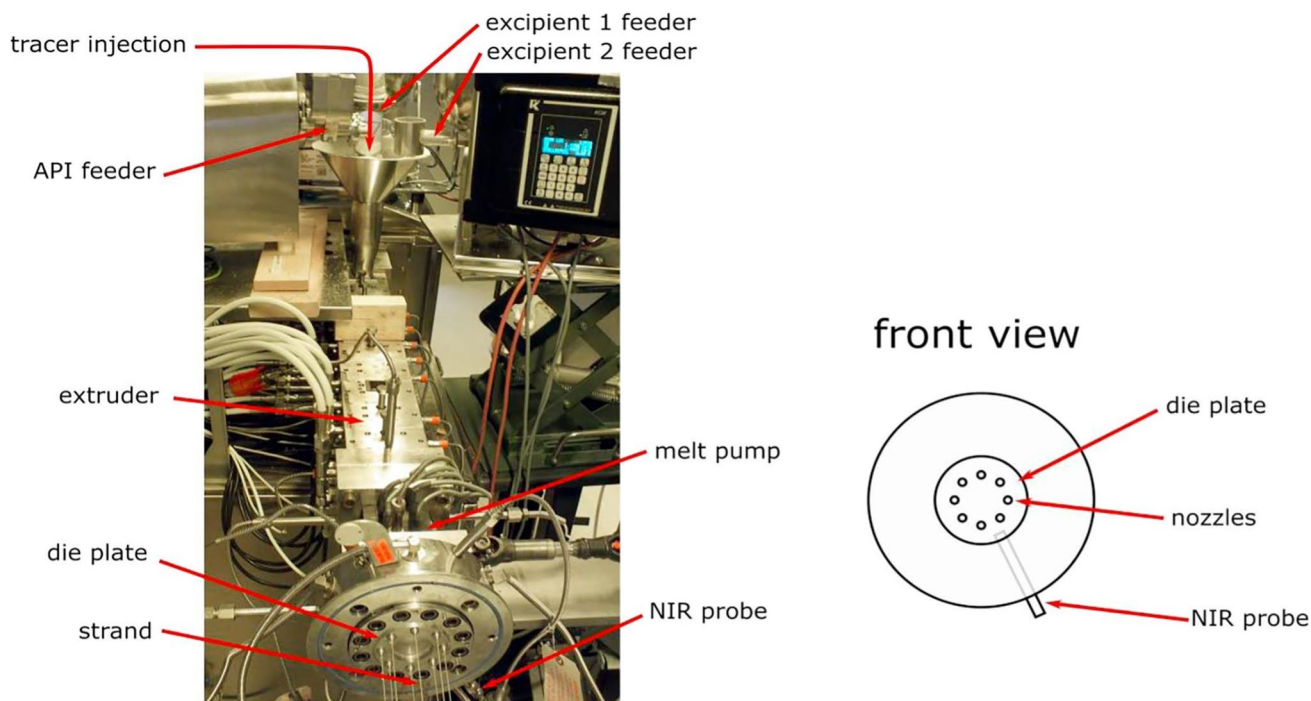 excipient 1 feeder
tracer injection
excipient 2 feeder
API feeder
front view
extruder
die plate
melt pump
nozzles
die plate
NIR probe
NIR probe
strand